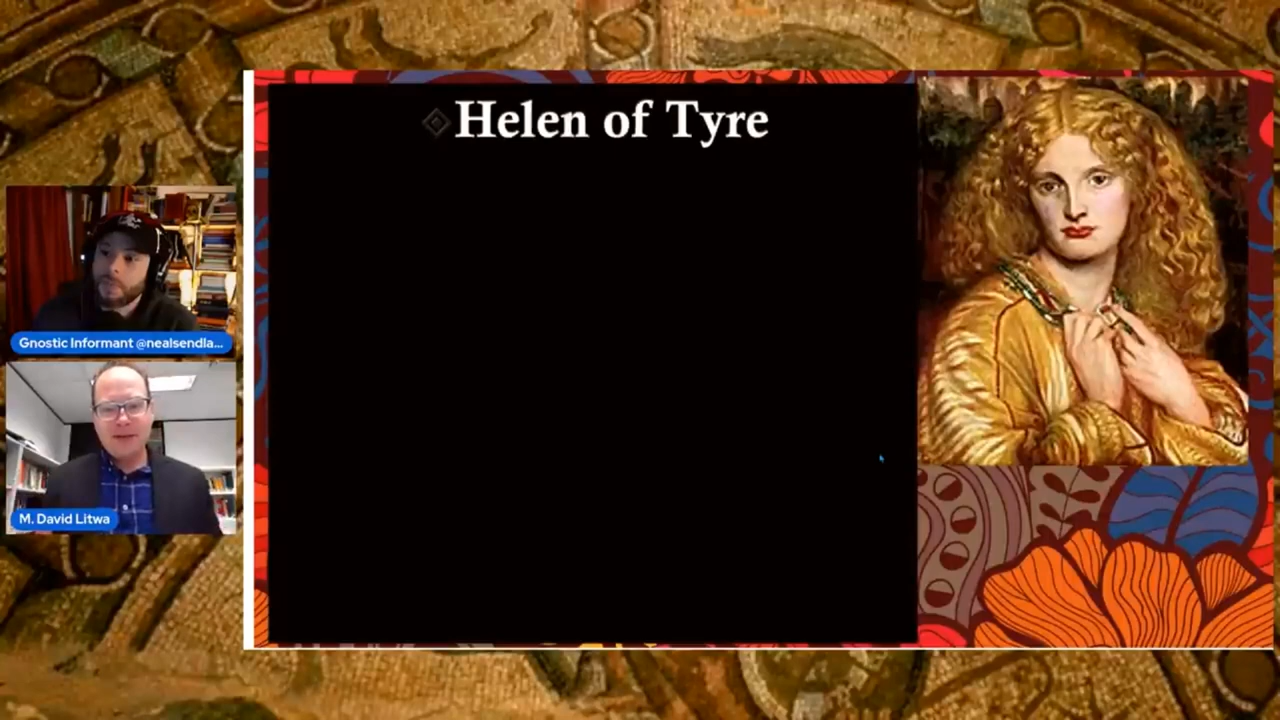 Helen of Tyre
Gnostic Informant @nealsendla...
M. David Litwa